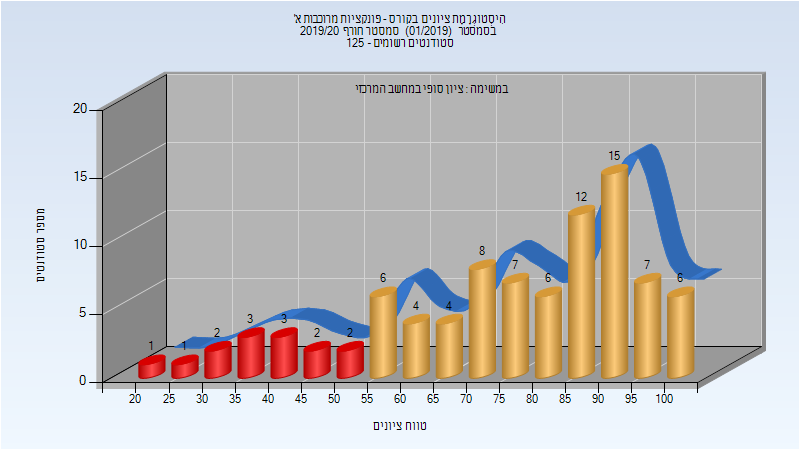 היסטוגרמת ציונים בקורס - פונקציות מרוכבות א'
בסמסטר (01/2019) סמסטר חורף 2019/20
סטודנטים רשומים - 125
במשימה : ציון סופי במחשב המרכזי
מספר סטודנטים
20
15
10
5
0
1 1 2 3 3 2 2 6 4 4 8 7 6 12 15 7 6
20 25 30 35 40 45 50 55 60 65 70 75 80 85 90 95 100
טווח ציונים